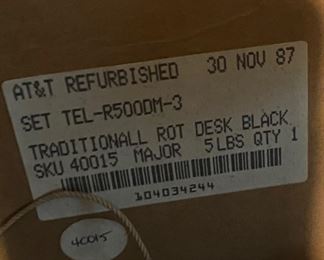 AT&T REFURBISHED 30 NOV 87
SET TEL-R500DM-3
TRADITIONALL ROT DESK BLACK
SKU 40015 MAJOR 5LBS QTY 1
104034244
40015